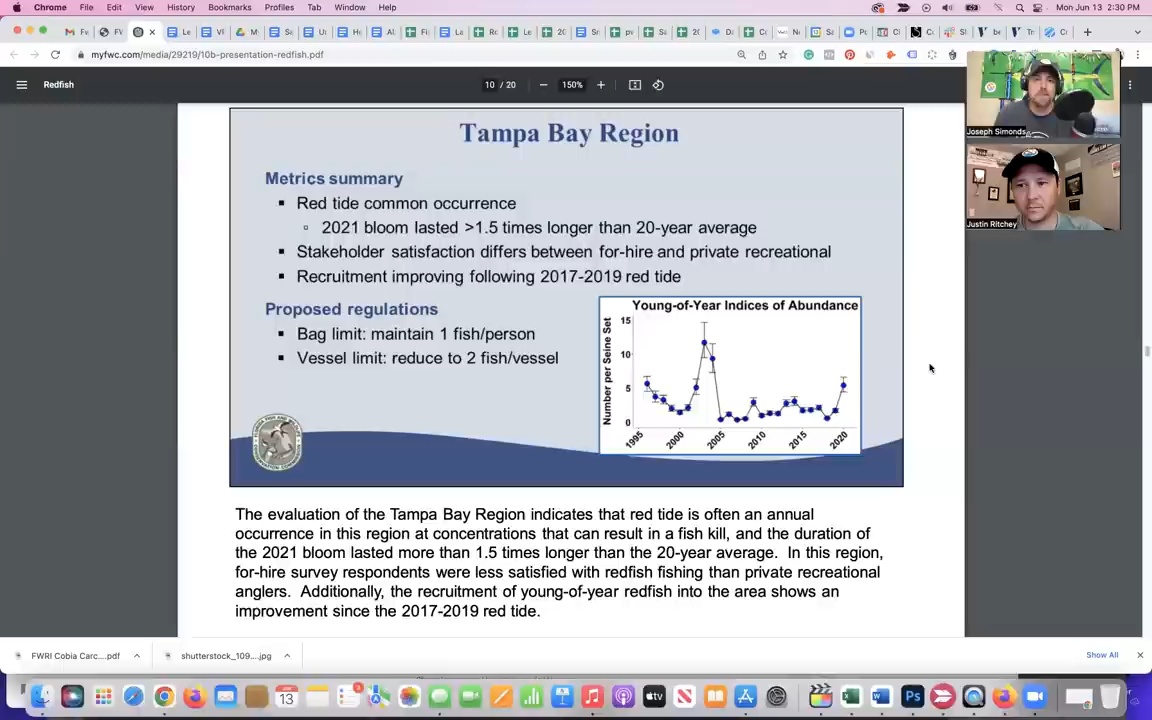 Chrome File Edit View History Bookmarks Profiles Tab Window Help Mon Jun 13 2:30 PM
myfwc.com/media/29219/10b-presentation-redfish.pdf
Redfish 10 / 20 150%
Joseph Simonds
Justin Ritchey
Tampa Bay Region
Metrics summary
Red tide common occurrence
2021 bloom lasted >1.5 times longer than 20-year average
Stakeholder satisfaction differs between for-hire and private recreational
Recruitment improving following 2017-2019 red tide
Proposed regulations
Bag limit: maintain 1 fish/person
Vessel limit: reduce to 2 fish/vessel
Young-of-Year Indices of Abundance
Number per Seine Set
15
10
5
0
1995 2000 2005 2010 2015 2020
The evaluation of the Tampa Bay Region indicates that red tide is often an annual
occurrence in this region at concentrations that can result in a fish kill, and the duration of
the 2021 bloom lasted more than 1.5 times longer than the 20-year average. In this region,
for-hire survey respondents were less satisfied with redfish fishing than private recreational
anglers. Additionally, the recruitment of young-of-year redfish into the area shows an
improvement since the 2017-2019 red tide.
FWRI Cobia Carc....pdf shutterstock_109....jpg Show All